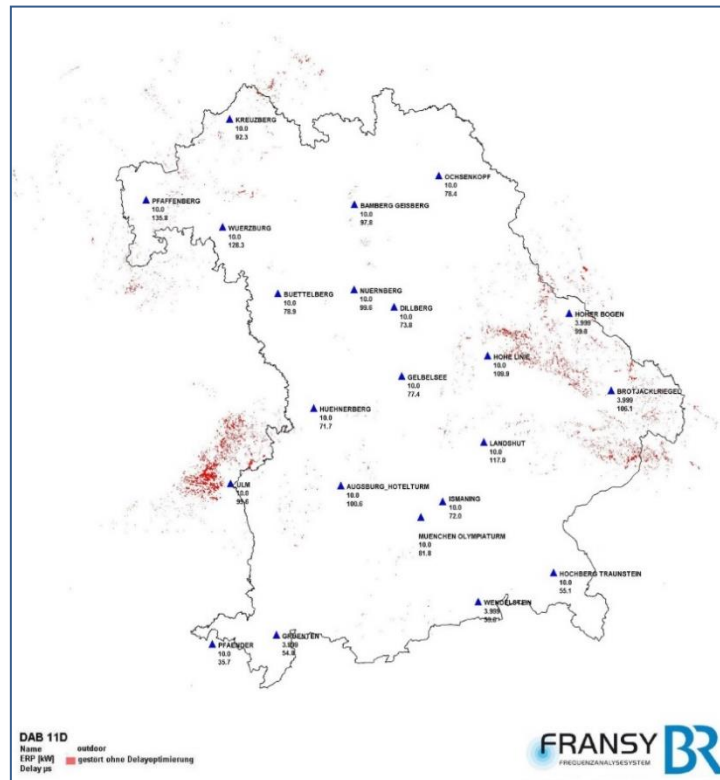 KREUZBERG
10.0
92.3
OCHSENKOPF
10.0
78.4
PFAFFENBERG
10.0
135.8
BAMBERG GEISBERG
10.0
97.8
WUERZBURG
10.0
128.3
BUETTELBERG
10.0
78.9
NUERNBERG
10.0
99.6
DILLBERG
10.0
73.8
HOHER BOGEN
3.999
HOHE LINIE
10.0
109.9
GELBELSEE
10.0
77.4
BROTJACKLRIEGEL
3.999
106.1
HUEHNERBERG
10.0
71.7
LANDSHUT
10.0
117.0
ULM
10.0
AUGSBURG_HOTELTURM
10.0
100.6
ISMANING
10.0
72.0
MUENCHEN OLYMPIATURM
10.0
81.8
HOCHBERG TRAUNSTEIN
10.0
55.1
WENDELSTEIN
3.999
GRUENTEN
3.999
54.8
PFAENDER
10.0
35.7
DAB 11D
Name outdoor
ERP [kW] gestört ohne Delayoptimierung
Delay µs
FRANSY
FREQUENZANALYSESYSTEM
BR